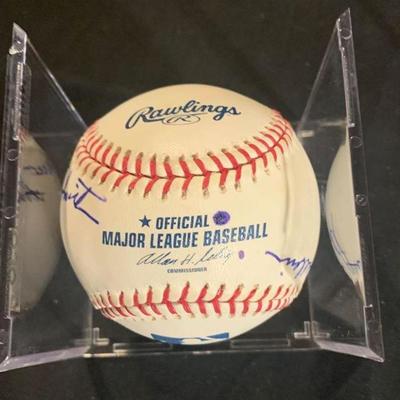 Rawlings
R
OFFICIAL
MAJOR LEAGUE BASEBALL
Allan H. Selig
COMMISSIONER